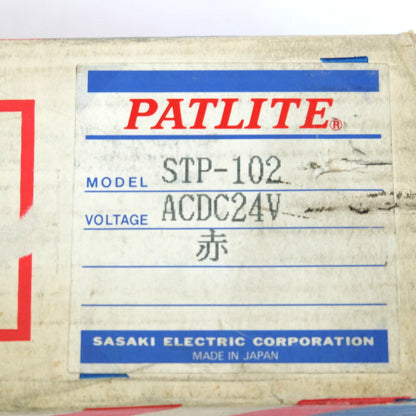 PATLITE®
MODEL STP-102
VOLTAGE ACDC24V
赤
SASAKI ELECTRIC CORPORATION
MADE IN JAPAN